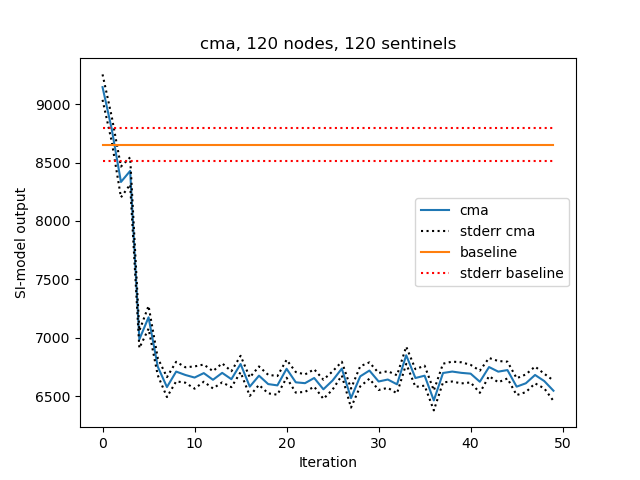 cma, 120 nodes, 120 sentinels
SI-model output
9000
8500
8000
7500
7000
6500
cma
stderr cma
baseline
stderr baseline
0
10
20
30
40
50
Iteration